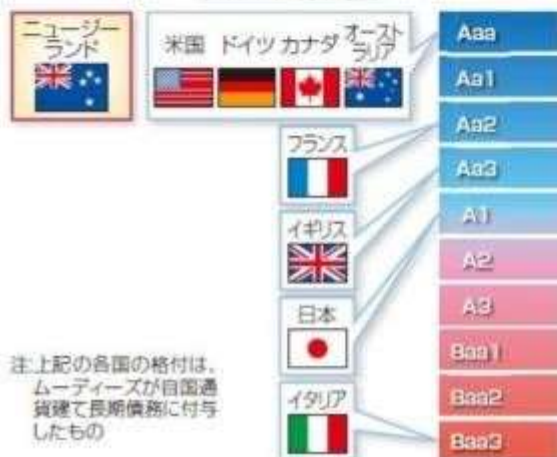 ニュージー
ランド
米国 ドイツ カナダ オースト
ラリア
フランス
イギリス
日本
イタリア
Aaa
Aa1
Aa2
Aa3
A1
A2
A3
Baa1
Baa2
Baa3
注:上記の各国の格付は、
ムーディーズが自国通
貨建て長期債務に付与
したもの